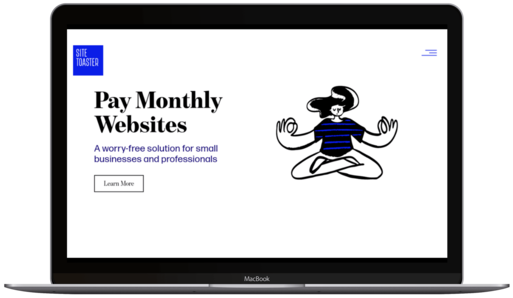 SITE
TOASTER
Pay Monthly
Websites
A worry-free solution for small
businesses and professionals
Learn More
MacBook